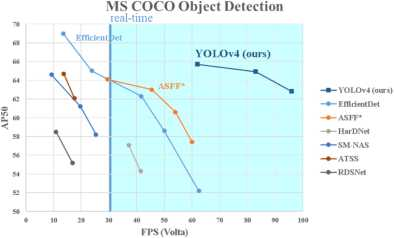 MS COCO Object Detection
real-time
EfficientDet
YOLOv4 (ours)
ASFF*
AP50
70
68
66
64
62
60
58
56
54
52
50
0 10 20 30 40 50 60 70 80 90 100
FPS (Volta)
YOLOv4 (ours)
EfficientDet
ASFF*
HarDNet
SM-NAS
ATSS
RDSNet